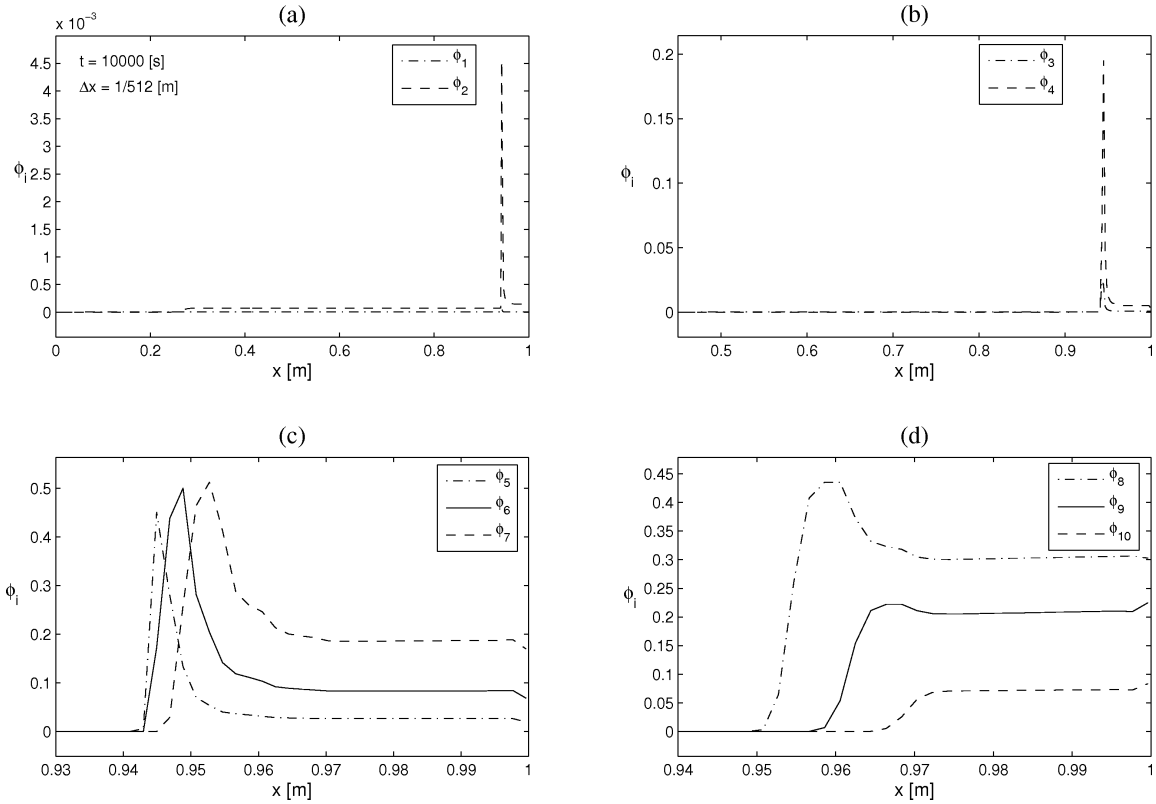 (a)
x 10⁻³
t = 10000 [s]
Δx = 1/512 [m]
ϕ₁
ϕ₂
4.5
4
3.5
3
2.5
2
1.5
1
0.5
0
ϕᵢ
0 0.2 0.4 0.6 0.8 1
x [m]
(b)
ϕ₃
ϕ₄
0.2
0.15
0.1
0.05
0
ϕᵢ
0.5 0.6 0.7 0.8 0.9 1
x [m]
(c)
ϕ₅
ϕ₆
ϕ₇
0.5
0.4
0.3
0.2
0.1
0
ϕᵢ
0.93 0.94 0.95 0.96 0.97 0.98 0.99 1
x [m]
(d)
ϕ₈
ϕ₉
ϕ₁₀
0.45
0.4
0.35
0.3
0.25
0.2
0.15
0.1
0.05
0
ϕᵢ
0.94 0.95 0.96 0.97 0.98 0.99 1
x [m]